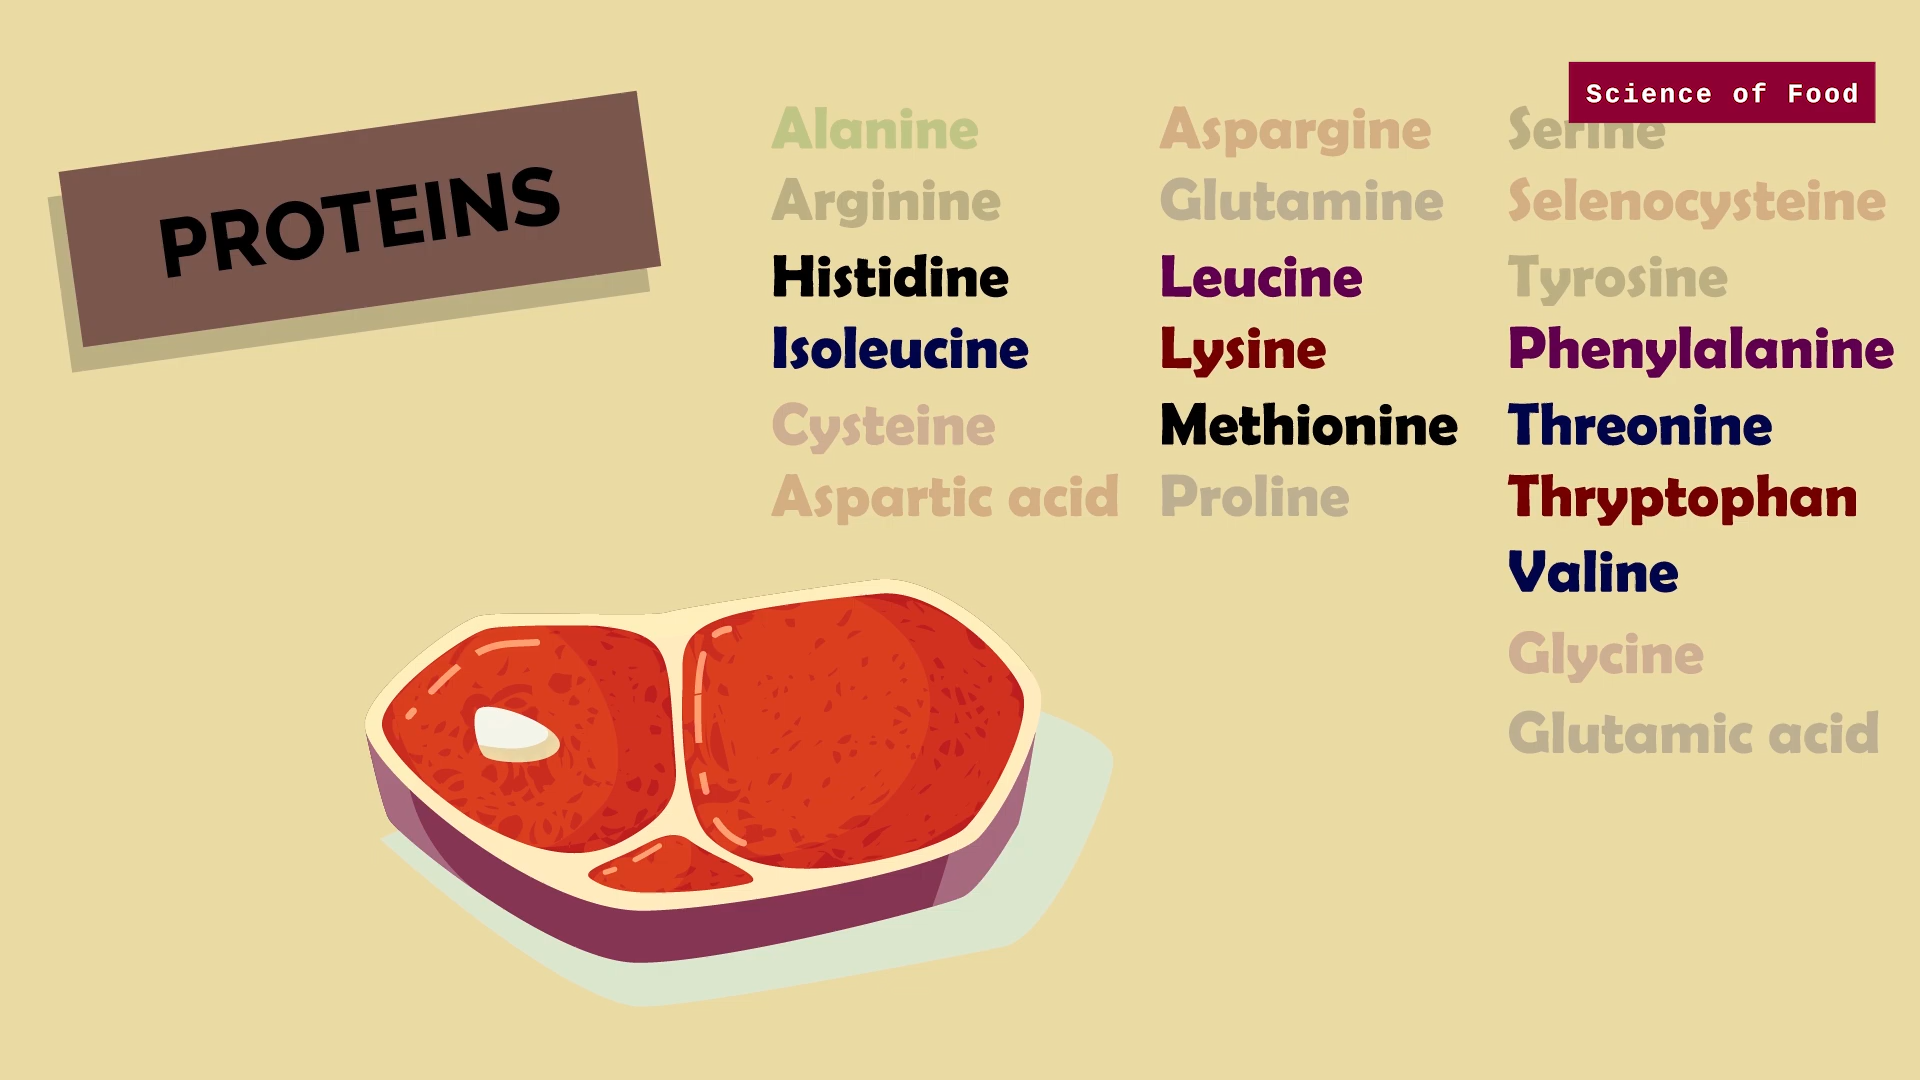 PROTEINS
Science of Food
Alanine
Arginine
Histidine
Isoleucine
Cysteine
Aspartic acid
Aspargine
Glutamine
Leucine
Lysine
Methionine
Proline
Serine
Selenocysteine
Tyrosine
Phenylalanine
Threonine
Thryptophan
Valine
Glycine
Glutamic acid